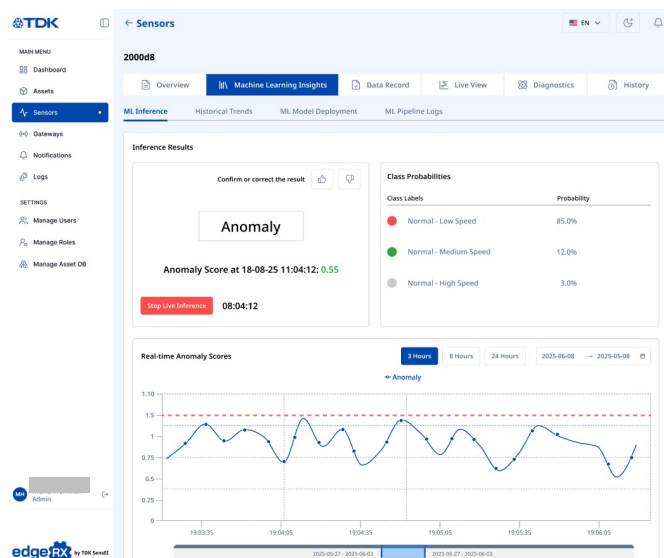 TDK
← Sensors
EN
MAIN MENU
Dashboard
Assets
Sensors
Gateways
Notifications
Logs
SETTINGS
Manage Users
Manage Roles
Manage Asset DB
MH
Admin
edgeRX by TDK SensEI
2000d8
Overview Machine Learning Insights Data Record Live View Diagnostics History
ML Inference Historical Trends ML Model Deployment ML Pipeline Logs
Inference Results
Confirm or correct the result
Anomaly
Anomaly Score at 18-08-25 11:04:12: 0.55
Stop Live Inference 08:04:12
Class Probabilities
Class Labels Probability
Normal - Low Speed 85.0%
Normal - Medium Speed 12.0%
Normal - High Speed 3.0%
Real-time Anomaly Scores
3 Hours 8 Hours 24 Hours 2025-06-08 → 2025-05-08
Anomaly
1.10
1.5
1
0.75
0.5
0.25
0
19:03:35 19:04:05 19:04:35 19:05:05 19:05:35 19:06:05
2025-05-27 - 2025-06-03 2025-05-27 - 2025-06-03